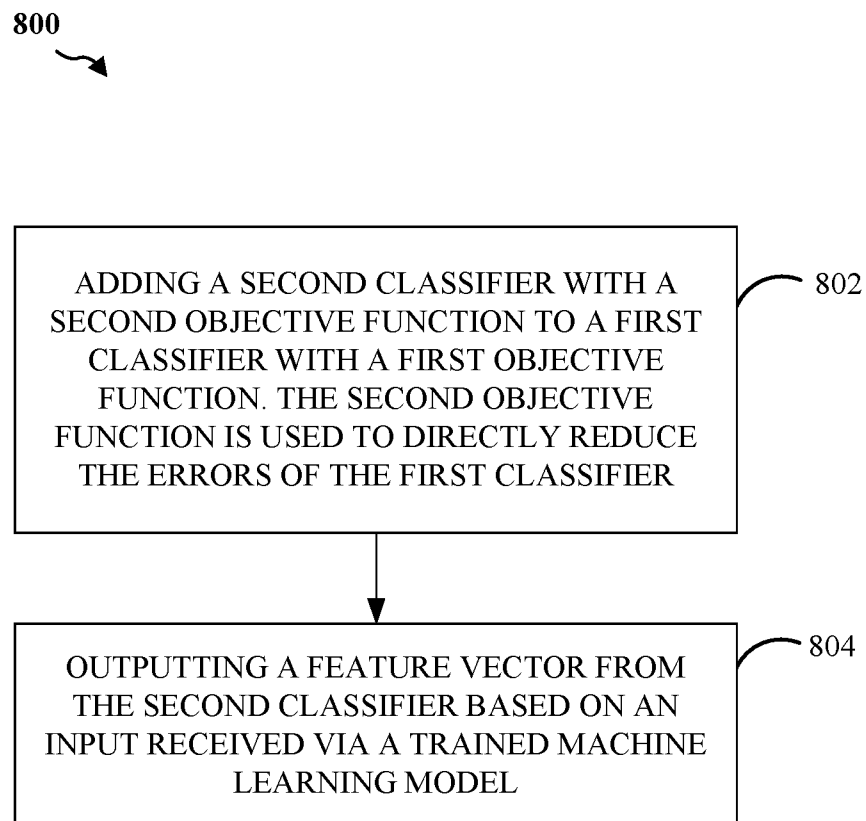 800
ADDING A SECOND CLASSIFIER WITH A
SECOND OBJECTIVE FUNCTION TO A FIRST
CLASSIFIER WITH A FIRST OBJECTIVE
FUNCTION. THE SECOND OBJECTIVE
FUNCTION IS USED TO DIRECTLY REDUCE
THE ERRORS OF THE FIRST CLASSIFIER
802
OUTPUTTING A FEATURE VECTOR FROM
THE SECOND CLASSIFIER BASED ON AN
INPUT RECEIVED VIA A TRAINED MACHINE
LEARNING MODEL
804